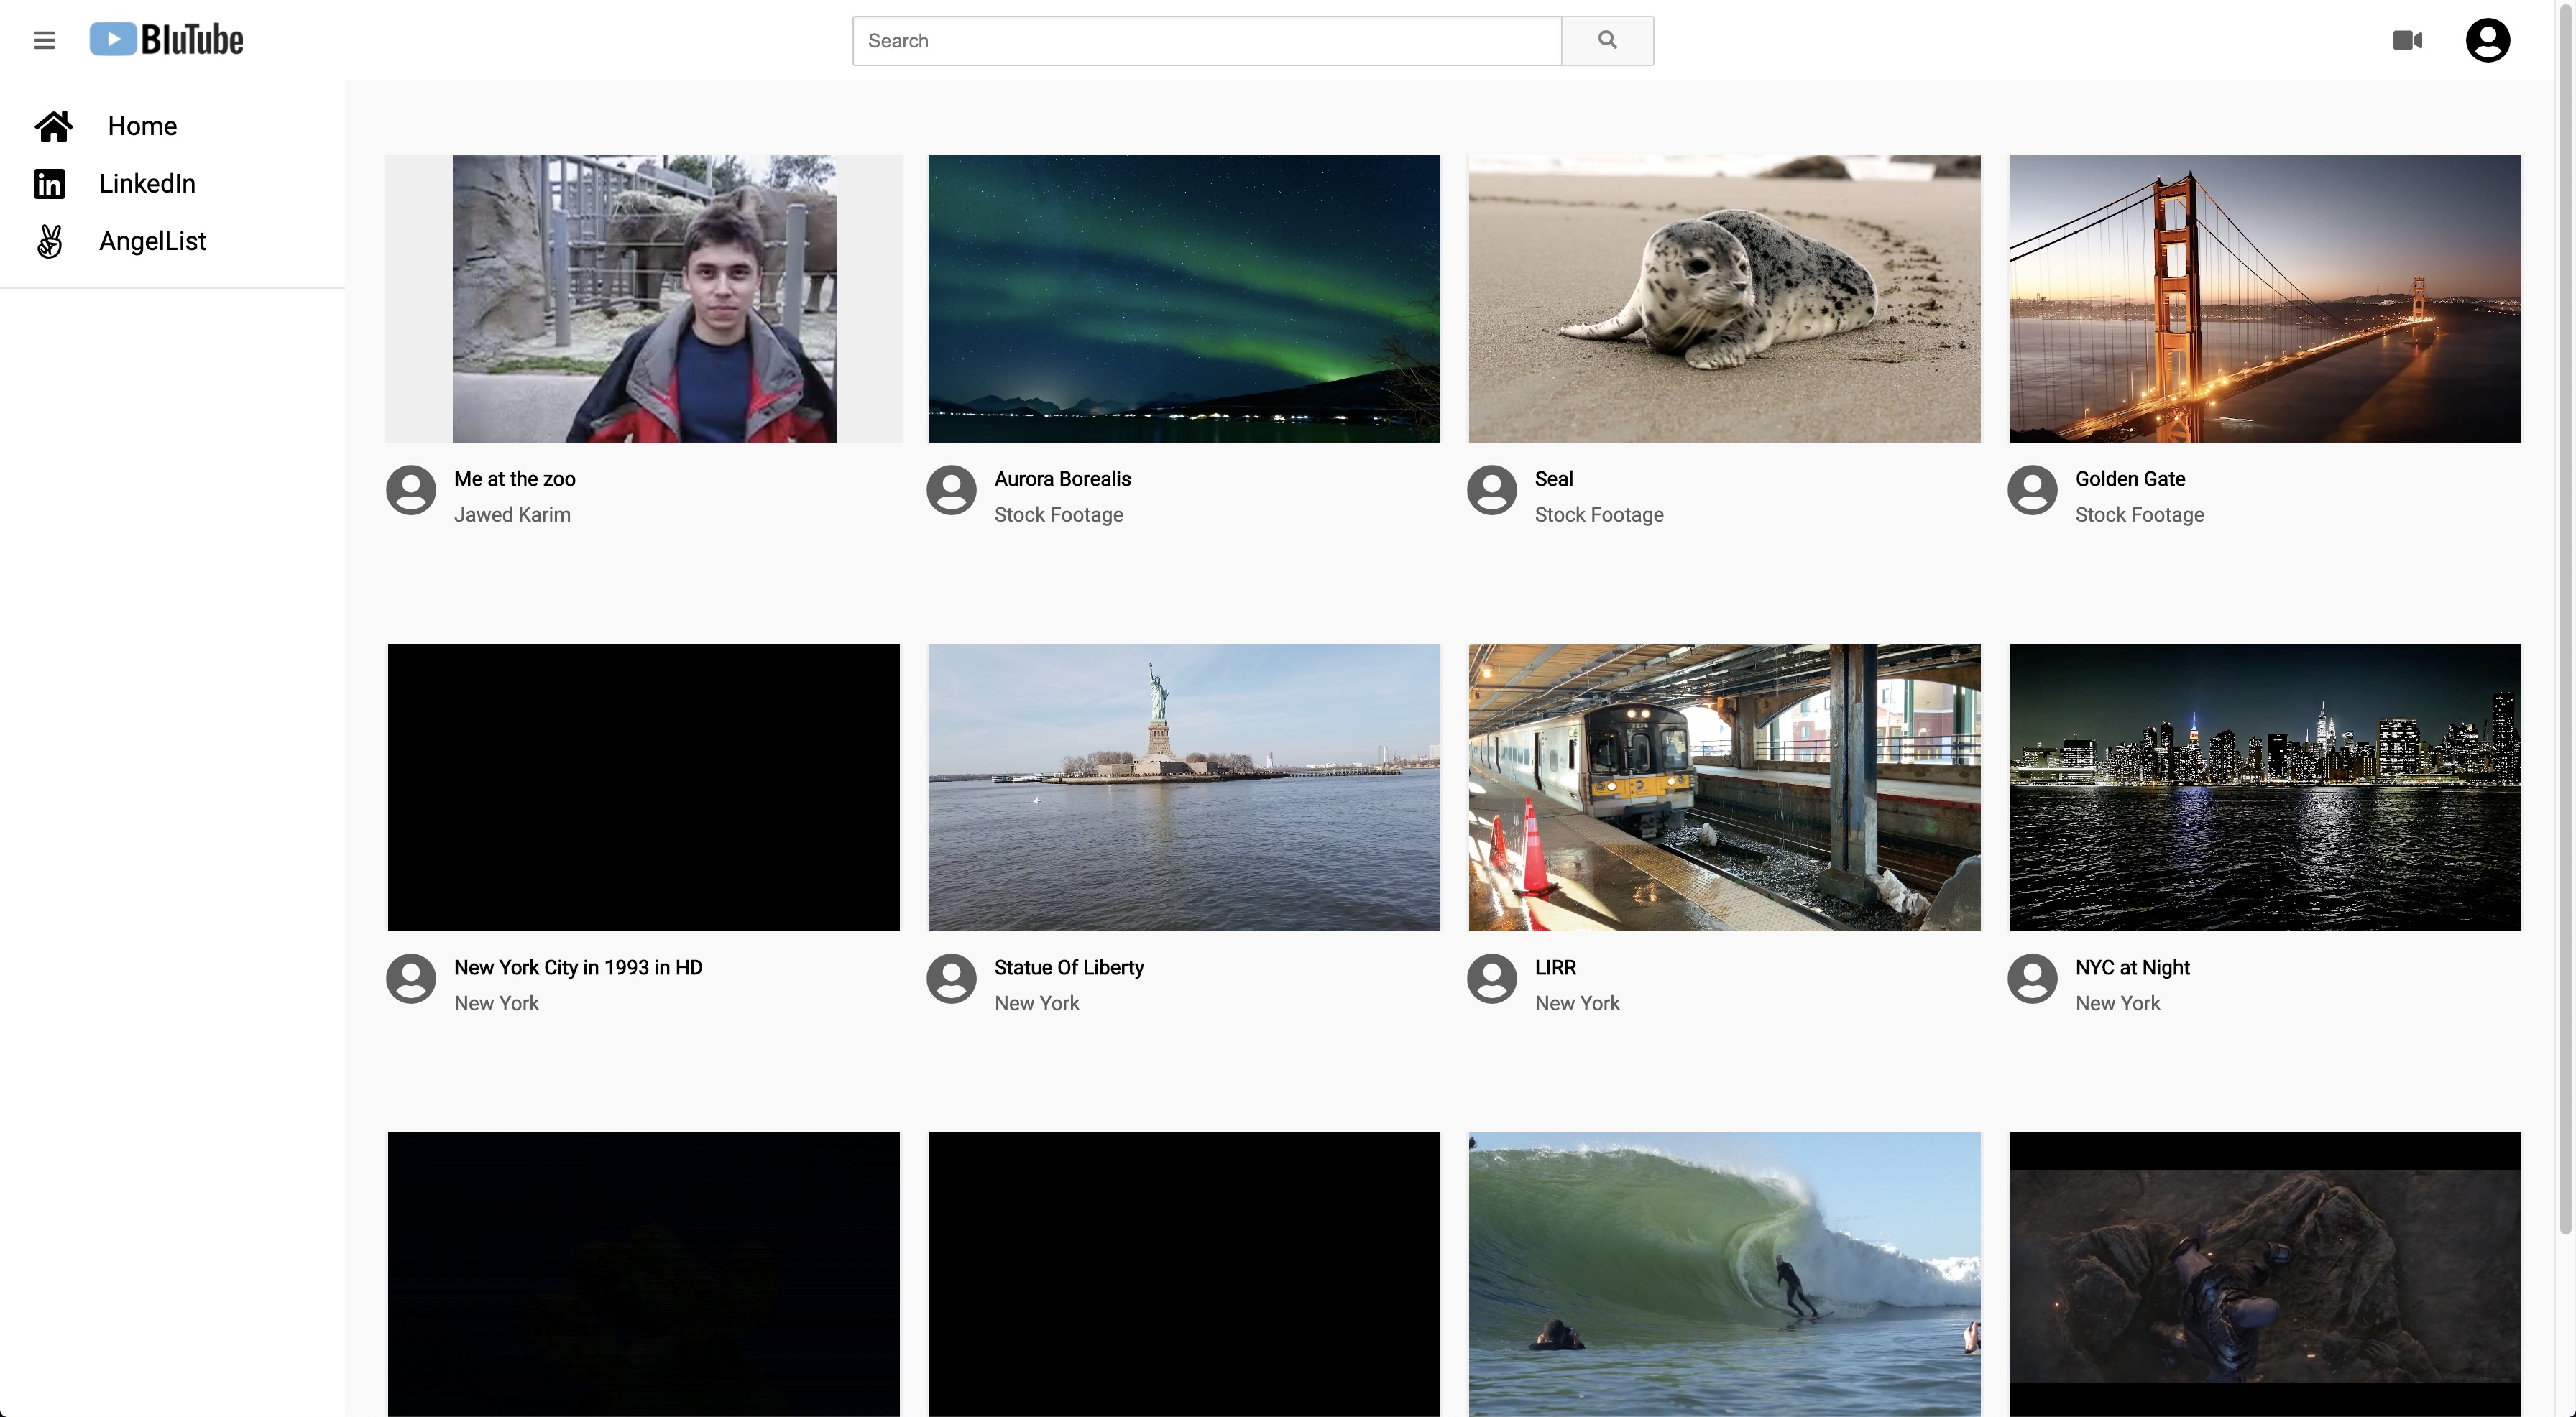 BluTube
Search
Home
LinkedIn
AngelList
Me at the zoo
Jawed Karim
Aurora Borealis
Stock Footage
Seal
Stock Footage
Golden Gate
Stock Footage
New York City in 1993 in HD
New York
Statue Of Liberty
New York
LIRR
New York
NYC at Night
New York